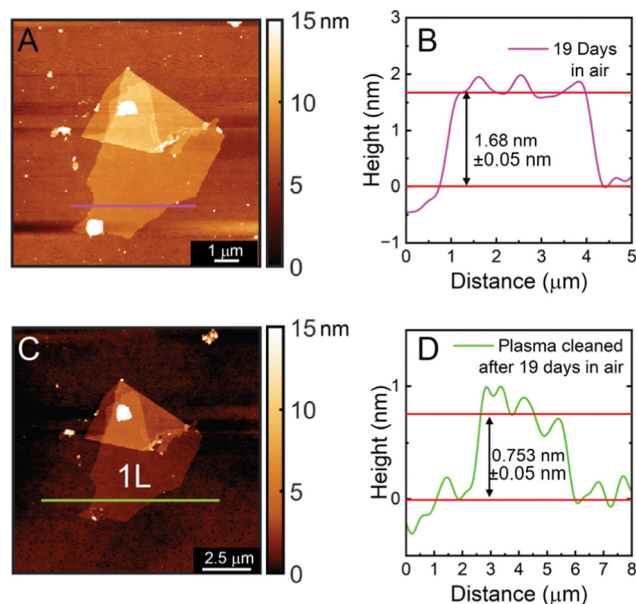 A
15 nm
10
5
0
1 μm
B
19 Days
in air
3
2
1
0
−1
Height (nm)
1.68 nm
±0.05 nm
0 1 2 3 4 5
Distance (μm)
C
1L
2.5 μm
15 nm
10
5
0
D
Plasma cleaned
after 19 days in air
1
0
Height (nm)
0.753 nm
±0.05 nm
0 1 2 3 4 5 6 7 8
Distance (μm)